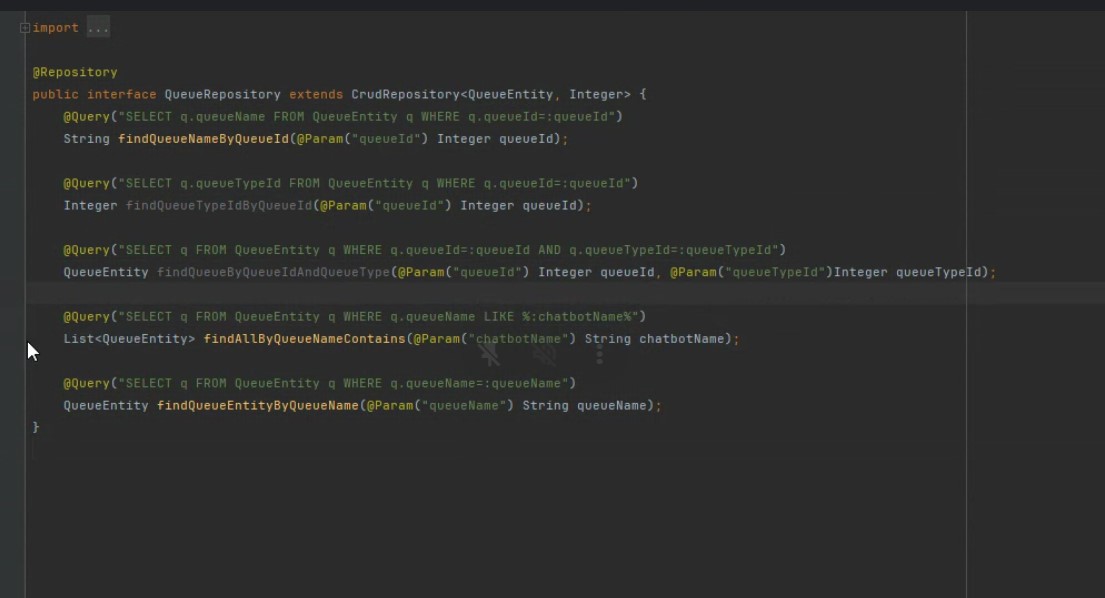 import ...
@Repository
public interface QueueRepository extends CrudRepository<QueueEntity, Integer> {
@Query("SELECT q.queueName FROM QueueEntity q WHERE q.queueId=:queueId")
String findQueueNameByQueueId(@Param("queueId") Integer queueId);
@Query("SELECT q.queueTypeId FROM QueueEntity q WHERE q.queueId=:queueId")
Integer findQueueTypeIdByQueueId(@Param("queueId") Integer queueId);
@Query("SELECT q FROM QueueEntity q WHERE q.queueId=:queueId AND q.queueTypeId=:queueTypeId")
QueueEntity findQueueByQueueIdAndQueueType(@Param("queueId") Integer queueId, @Param("queueTypeId")Integer queueTypeId);
@Query("SELECT q FROM QueueEntity q WHERE q.queueName LIKE %:chatbotName%")
List<QueueEntity> findAllByQueueNameContains(@Param("chatbotName") String chatbotName);
@Query("SELECT q FROM QueueEntity q WHERE q.queueName=:queueName")
QueueEntity findQueueEntityByQueueName(@Param("queueName") String queueName);
}